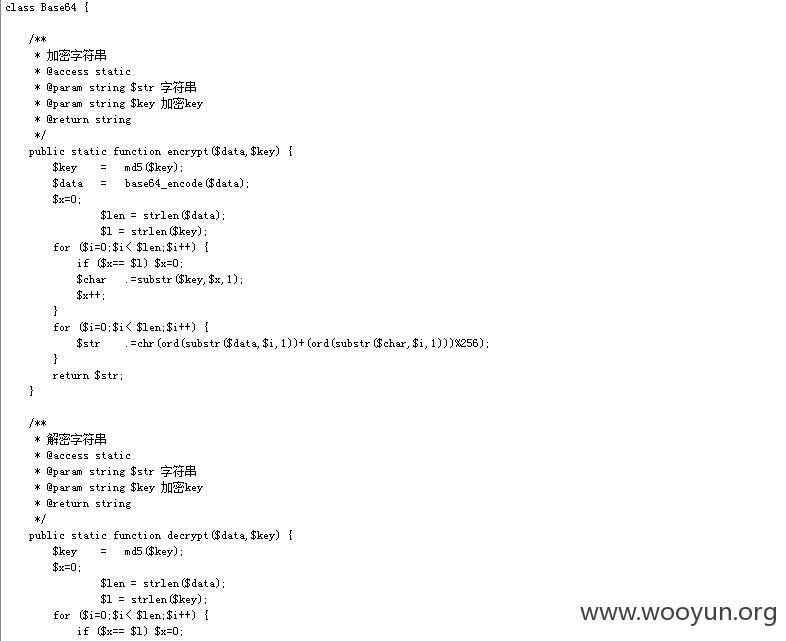 class Base64 {
/**
* 加密字符串
* @access static
* @param string $str 字符串
* @param string $key 加密key
* @return string
*/
public static function encrypt($data,$key) {
$key    =   md5($key);
$data   =   base64_encode($data);
$x=0;
$len = strlen($data);
$l = strlen($key);
for ($i=0;$i< $len;$i++) {
if ($x== $l) $x=0;
$char   .=substr($key,$x,1);
$x++;
}
for ($i=0;$i< $len;$i++) {
$str    .=chr(ord(substr($data,$i,1))+(ord(substr($char,$i,1)))%256);
}
return $str;
}
/**
* 解密字符串
* @access static
* @param string $str 字符串
* @param string $key 加密key
* @return string
*/
public static function decrypt($data,$key) {
$key    =   md5($key);
$x=0;
$len = strlen($data);
$l = strlen($key);
for ($i=0;$i< $len;$i++) {
if ($x== $l) $x=0;
www.wooyun.org